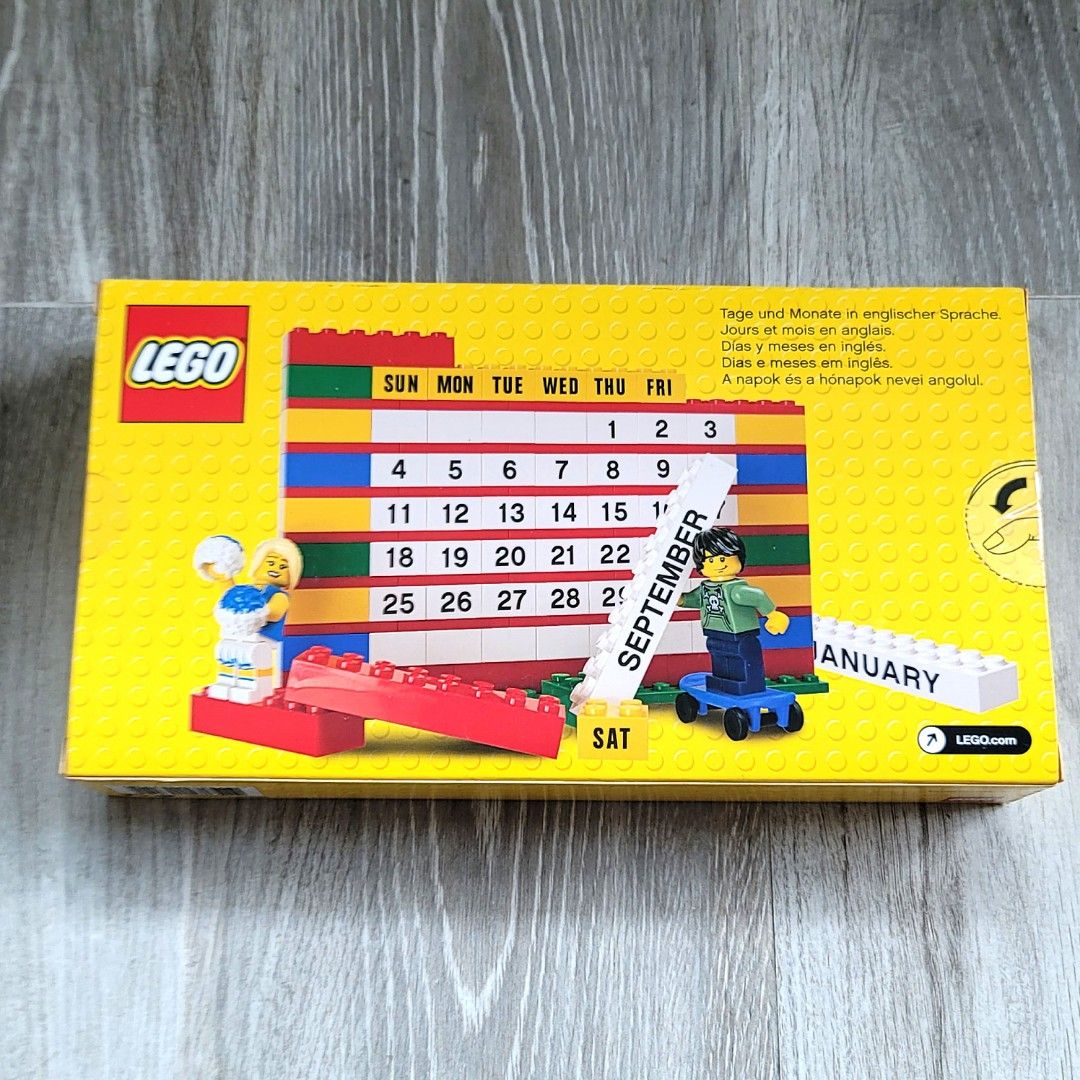 LEGO
Tage und Monate in englischer Sprache.
Jours et mois en anglais.
Días y meses en inglés.
Dias e meses em inglês.
A napok és a hónapok nevei angolul.
SUN MON TUE WED THU FRI
1 2 3
4 5 6 7 8 9
11 12 13 14 15
18 19 20 21 22
25 26 27 28
SEPTEMBER
JANUARY
SAT
LEGO.com